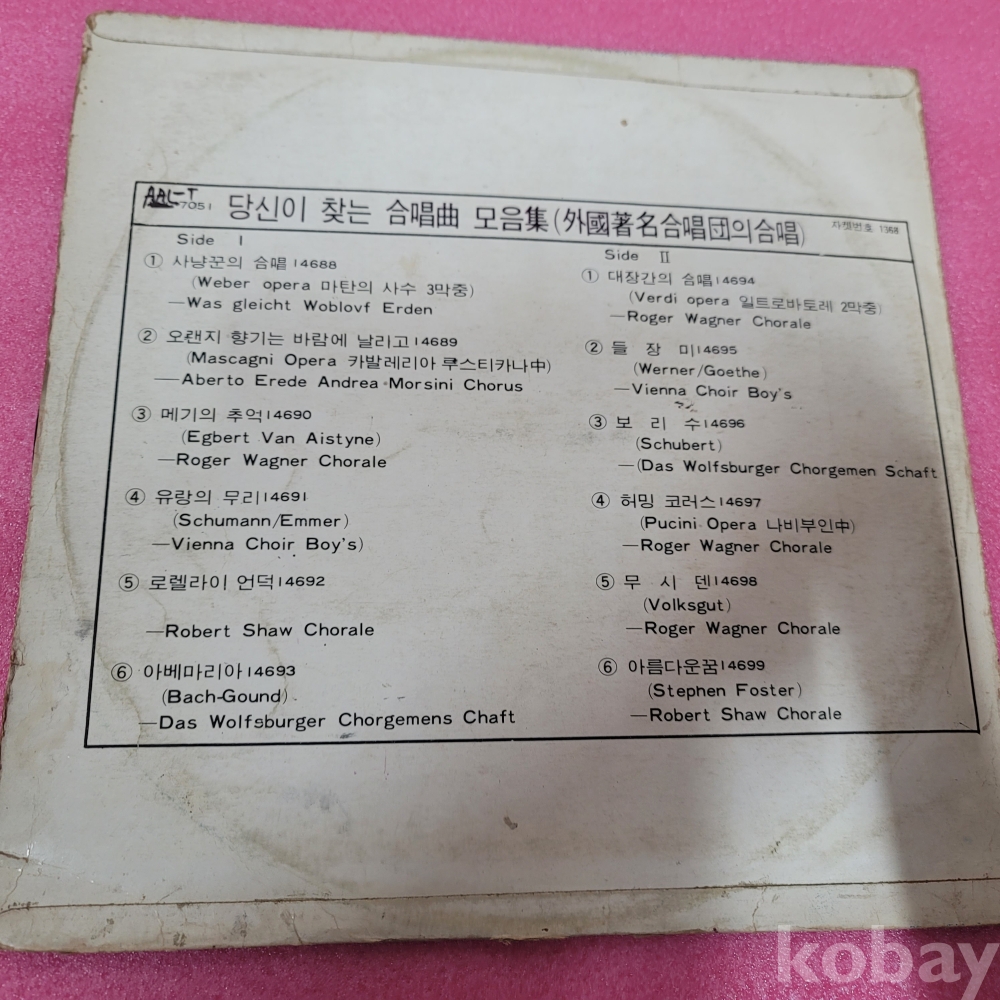 AAL-T
7051 당신이 찾는 合唱曲 모음集(外國著名合唱団의合唱) 자켓번호 1368
Side I
① 사냥꾼의 合唱 14688
(Weber opera 마탄의 사수 3막중)
—Was gleicht Woblovf Erden
② 오랜지 향기는 바람에 날리고 14689
(Mascagni Opera 카발레리아 루스티카나中)
—Aberto Erede Andrea Morsini Chorus
③ 메기의 추억 14690
(Egbert Van Aistyne)
—Roger Wagner Chorale
④ 유랑의 무리 14691
(Schumann/Emmer)
—Vienna Choir Boy's)
⑤ 로렐라이 언덕 14692
—Robert Shaw Chorale
⑥ 아베마리아 14693
(Bach-Gound)
—Das Wolfsburger Chorgemens Chaft
Side II
① 대장간의 合唱 14694
(Verdi opera 일트로바토레 2막중)
—Roger Wagner Chorale
② 들 장 미 14695
(Werner/Goethe)
—Vienna Choir Boy's
③ 보 리 수 14696
(Schubert)
—(Das Wolfsburger Chorgemen Schaft
④ 허밍 코러스 14697
(Pucini Opera 나비부인中)
—Roger Wagner Chorale
⑤ 무 시 덴 14698
(Volksgut)
—Roger Wagner Chorale
⑥ 아름다운꿈 14699
(Stephen Foster)
—Robert Shaw Chorale
kobay